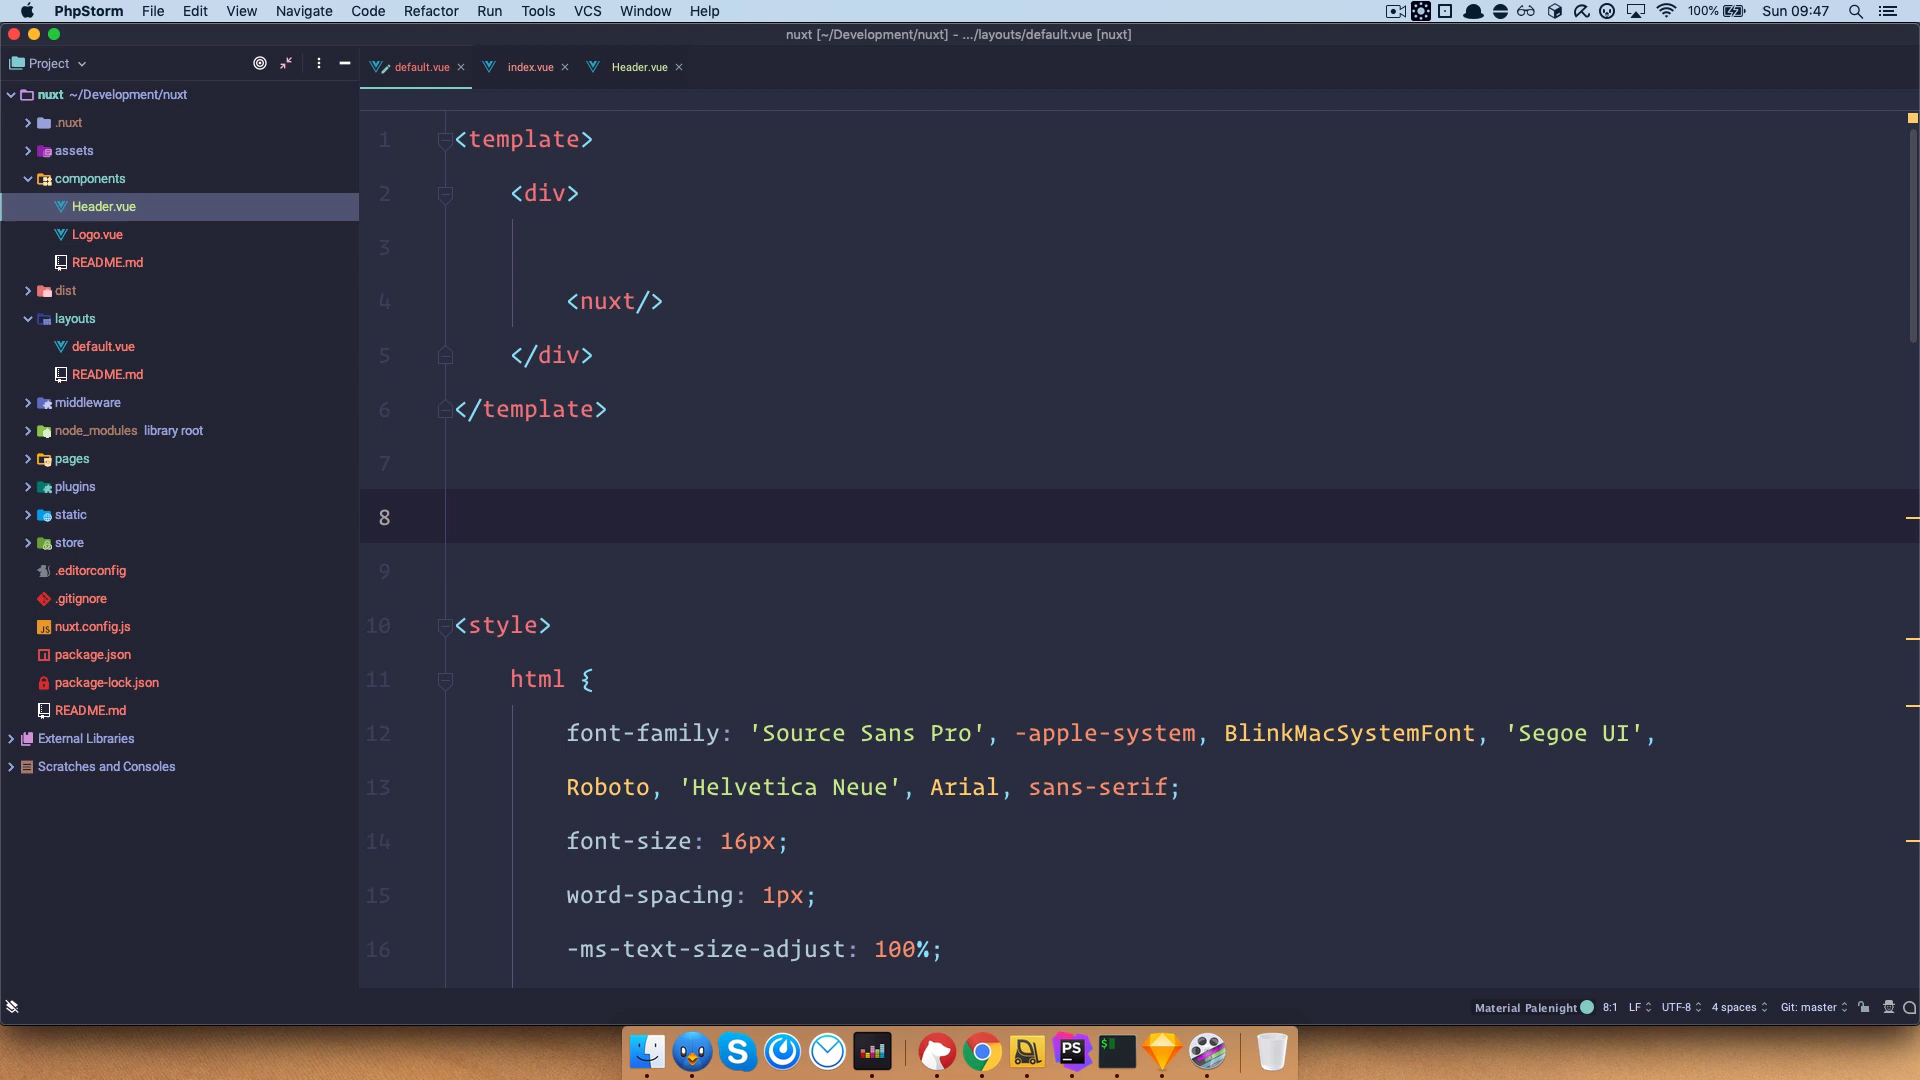 PhpStorm File Edit View Navigate Code Refactor Run Tools VCS Window Help 100% Sun 09:47
nuxt [~/Development/nuxt] - .../layouts/default.vue [nuxt]
Project
default.vue
index.vue
Header.vue
nuxt ~/Development/nuxt
.nuxt
assets
components
Header.vue
Logo.vue
README.md
dist
layouts
default.vue
README.md
middleware
node_modules library root
pages
plugins
static
store
.editorconfig
.gitignore
nuxt.config.js
package.json
package-lock.json
README.md
External Libraries
Scratches and Consoles
1 <template>
2 <div>
3
4 <nuxt/>
5 </div>
6 </template>
7
8
9
10 <style>
11 html {
12 font-family: 'Source Sans Pro', -apple-system, BlinkMacSystemFont, 'Segoe UI',
13 Roboto, 'Helvetica Neue', Arial, sans-serif;
14 font-size: 16px;
15 word-spacing: 1px;
16 -ms-text-size-adjust: 100%;
Material Palenight 8:1 LF UTF-8 4 spaces Git: master
S
PS
$